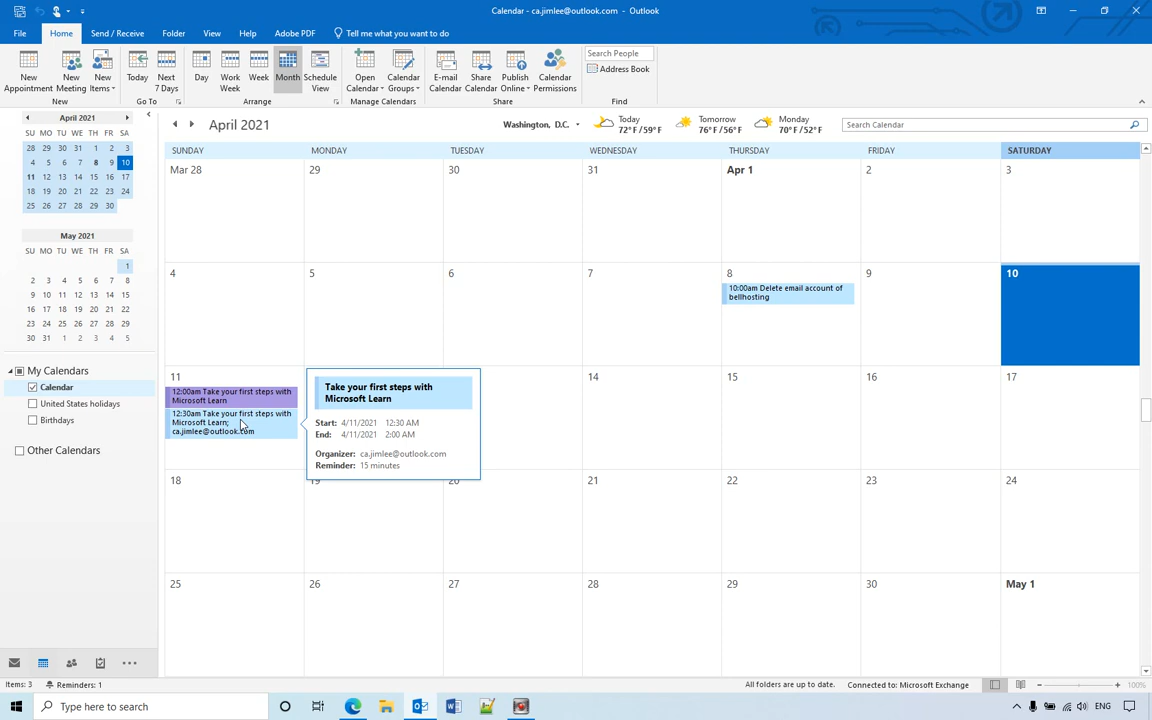 Calendar - ca.jimlee@outlook.com - Outlook
File Home Send / Receive Folder View Help Adobe PDF Tell me what you want to do
New Appointment
New Meeting
New Items
Today
Next 7 Days
Day
Work Week
Week
Month
Schedule View
Open Calendar
Calendar Groups
E-mail Calendar
Share Calendar
Publish Online
Calendar Permissions
Search People
Address Book
New Go To Arrange Manage Calendars Share Find
April 2021
SU MO TU WE TH FR SA
28 29 30 31 1 2 3
4 5 6 7 8 9 10
11 12 13 14 15 16 17
18 19 20 21 22 23 24
25 26 27 28 29 30
May 2021
SU MO TU WE TH FR SA
1
2 3 4 5 6 7 8
9 10 11 12 13 14 15
16 17 18 19 20 21 22
23 24 25 26 27 28 29
30 31 1 2 3 4 5
My Calendars
Calendar
United States holidays
Birthdays
Other Calendars
April 2021
Washington, D.C.
Today
72°F/59°F
Tomorrow
76°F/56°F
Monday
70°F/52°F
Search Calendar
SUNDAY MONDAY TUESDAY WEDNESDAY THURSDAY FRIDAY SATURDAY
Mar 28 29 30 31 Apr 1 2 3
4 5 6 7 8 9 10
10:00am Delete email account of
bellhosting
11 14 15 16 17
12:00am Take your first steps with
Microsoft Learn
12:30am Take your first steps with
Microsoft Learn;
ca.jimlee@outlook.com
Take your first steps with
Microsoft Learn
Start: 4/11/2021 12:30 AM
End: 4/11/2021 2:00 AM
Organizer: ca.jimlee@outlook.com
Reminder: 15 minutes
18 19 20 21 22 23 24
25 26 27 28 29 30 May 1
Items: 3 Reminders: 1 All folders are up to date. Connected to: Microsoft Exchange 100%
Type here to search ENG